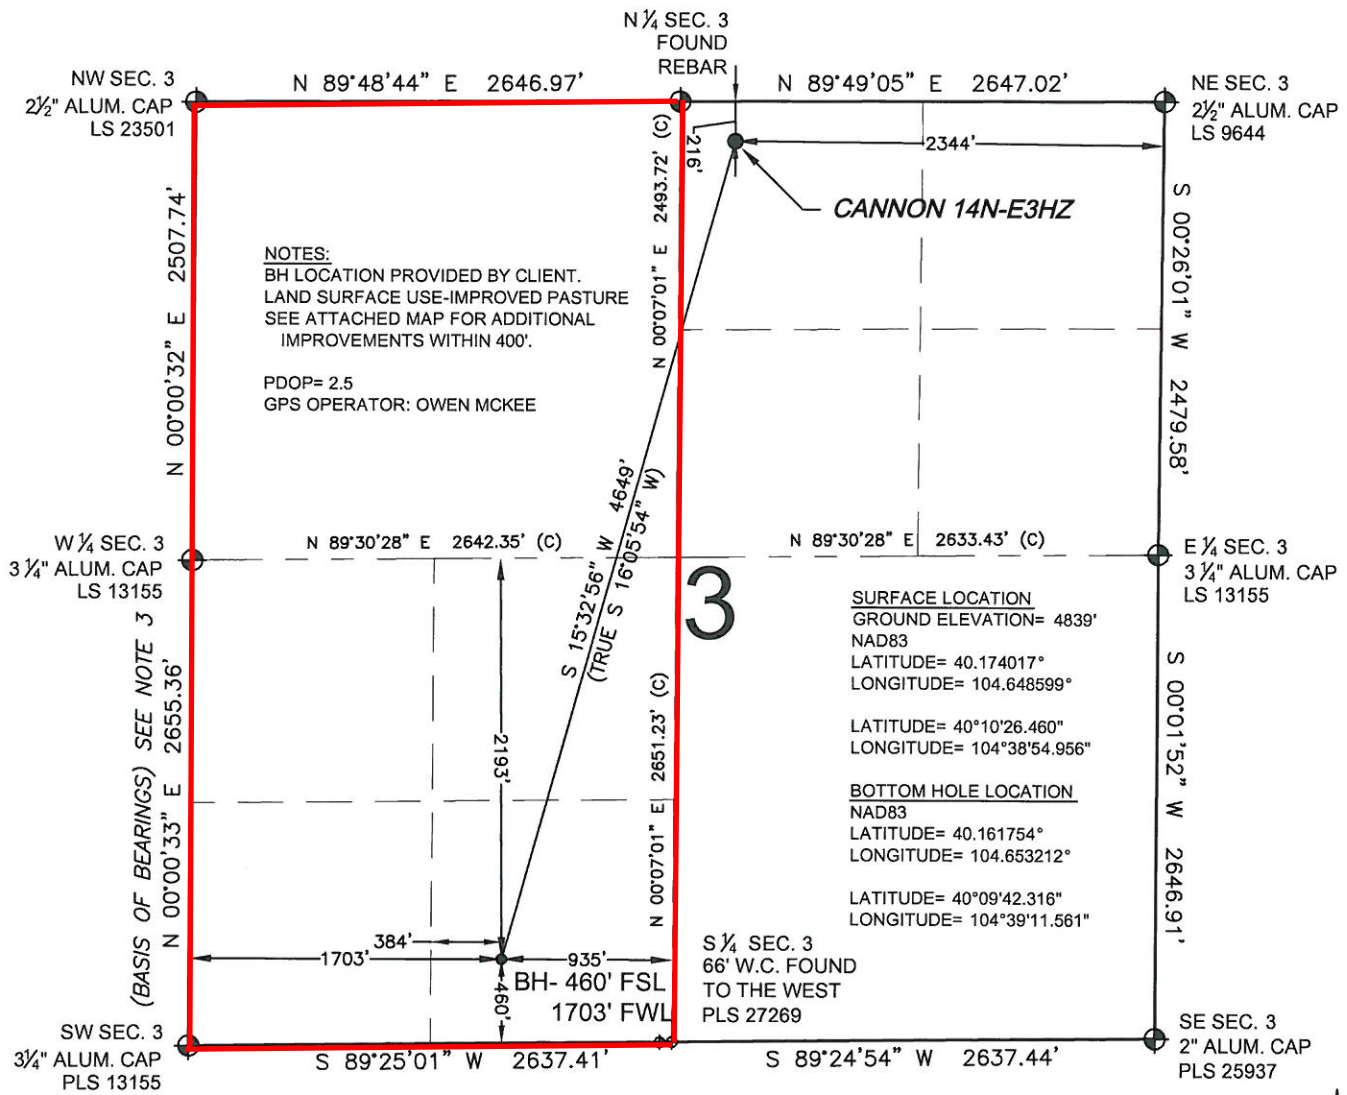 N ¼ SEC. 3
FOUND
REBAR
NW SEC. 3
2½" ALUM. CAP
LS 23501
N 89°48'44" E 2646.97'
N 89°49'05" E 2647.02'
NE SEC. 3
2½" ALUM. CAP
LS 9644
216'
2344'
CANNON 14N-E3HZ
N 00°00'32" E 2507.74'
N 00°07'01" E 2493.72' (C)
S 00°26'01" W 2479.58'
NOTES:
BH LOCATION PROVIDED BY CLIENT.
LAND SURFACE USE-IMPROVED PASTURE
SEE ATTACHED MAP FOR ADDITIONAL
IMPROVEMENTS WITHIN 400'.
PDOP= 2.5
GPS OPERATOR: OWEN MCKEE
S 15°32'56" W 4649'
(TRUE S 16°05'54" W)
W ¼ SEC. 3
3 ¼" ALUM. CAP
LS 13155
N 89°30'28" E 2642.35' (C)
N 89°30'28" E 2633.43' (C)
E ¼ SEC. 3
3 ¼" ALUM. CAP
LS 13155
3
SURFACE LOCATION
GROUND ELEVATION= 4839'
NAD83
LATITUDE= 40.174017°
LONGITUDE= 104.648599°
LATITUDE= 40°10'26.460"
LONGITUDE= 104°38'54.956"
BOTTOM HOLE LOCATION
NAD83
LATITUDE= 40.161754°
LONGITUDE= 104.653212°
LATITUDE= 40°09'42.316"
LONGITUDE= 104°39'11.561"
(BASIS OF BEARINGS) SEE NOTE 3
N 00°00'33" E 2655.36'
2193'
N 00°07'01" E 2651.23' (C)
S 00°01'52" W 2646.91'
384'
1703'
935'
460'
BH- 460' FSL
1703' FWL
S ¼ SEC. 3
66' W.C. FOUND
TO THE WEST
PLS 27269
SW SEC. 3
3¼" ALUM. CAP
PLS 13155
S 89°25'01" W 2637.41'
S 89°24'54" W 2637.44'
SE SEC. 3
2" ALUM. CAP
PLS 25937